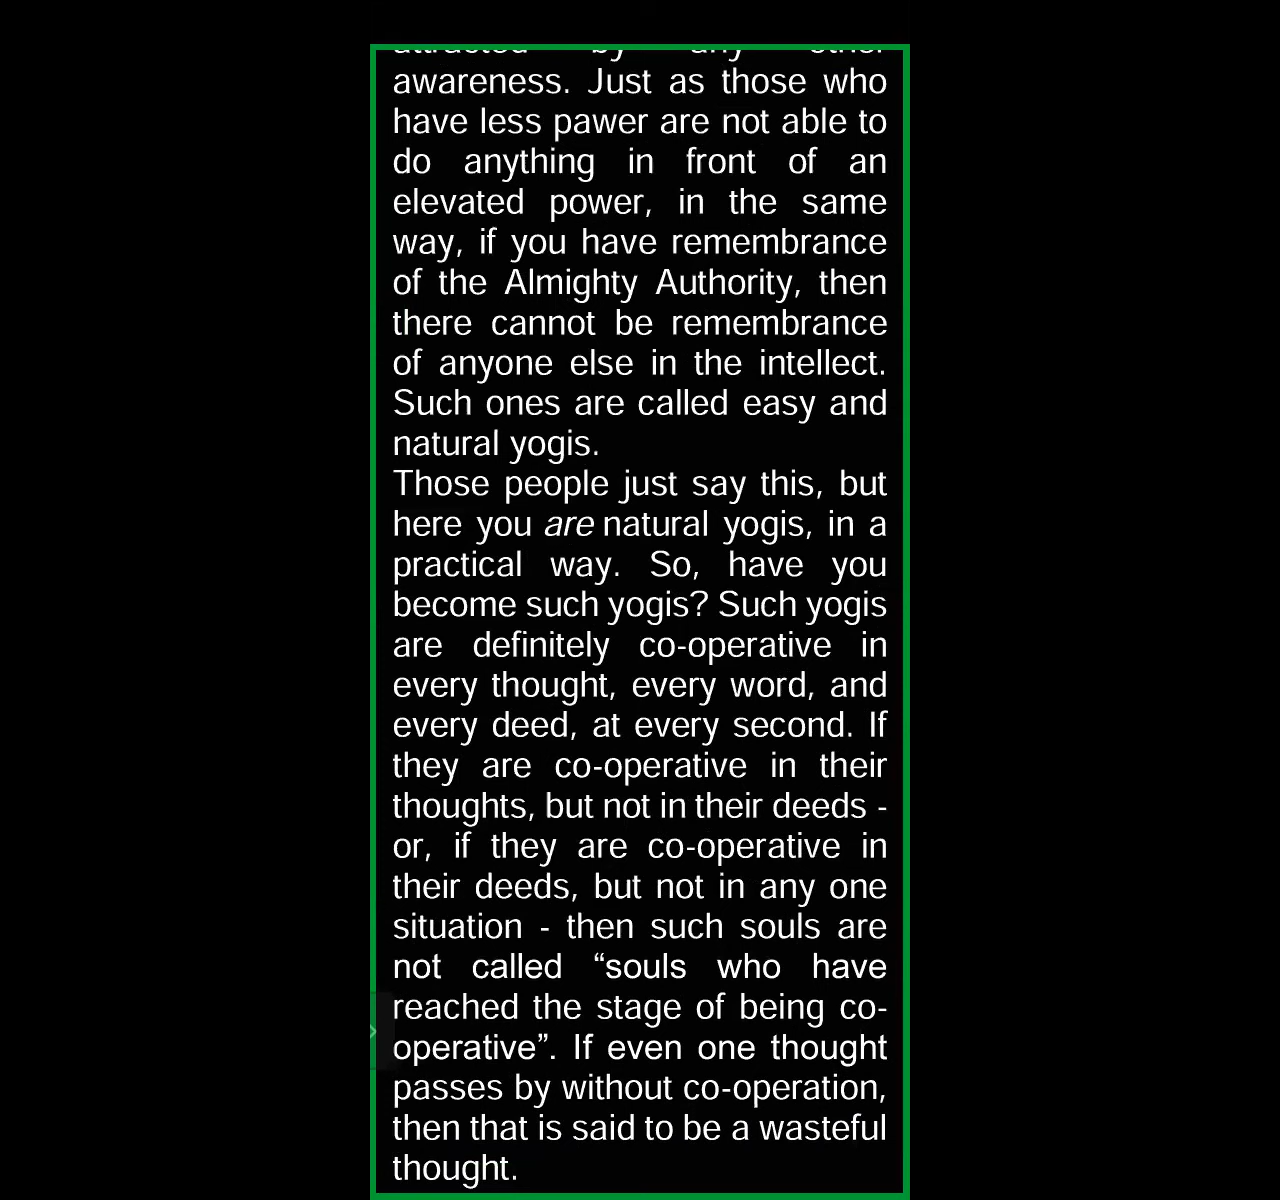 attracted by any other
awareness. Just as those who
have less pawer are not able to
do anything in front of an
elevated power, in the same
way, if you have remembrance
of the Almighty Authority, then
there cannot be remembrance
of anyone else in the intellect.
Such ones are called easy and
natural yogis.
Those people just say this, but
here you are natural yogis, in a
practical way. So, have you
become such yogis? Such yogis
are definitely co-operative in
every thought, every word, and
every deed, at every second. If
they are co-operative in their
thoughts, but not in their deeds -
or, if they are co-operative in
their deeds, but not in any one
situation - then such souls are
not called “souls who have
reached the stage of being co-
operative”. If even one thought
passes by without co-operation,
then that is said to be a wasteful
thought.